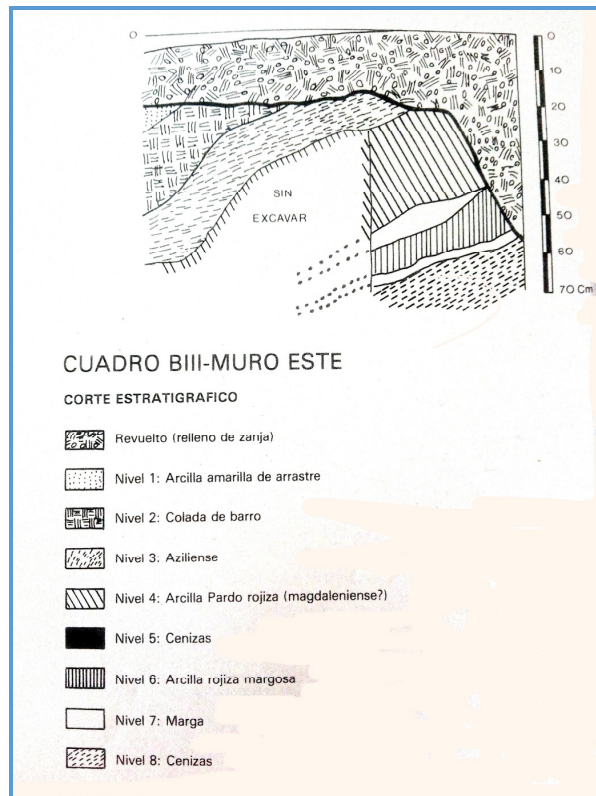 0
0
10
20
30
40
50
60
70 Cm
SIN
EXCAVAR
CUADRO BIII-MURO ESTE
CORTE ESTRATIGRAFICO
Revuelto (relleno de zanja)
Nivel 1: Arcilla amarilla de arrastre
Nivel 2: Colada de barro
Nivel 3: Aziliense
Nivel 4: Arcilla Pardo rojiza (magdaleniense?)
Nivel 5: Cenizas
Nivel 6: Arcilla rojiza margosa
Nivel 7: Marga
Nivel 8: Cenizas